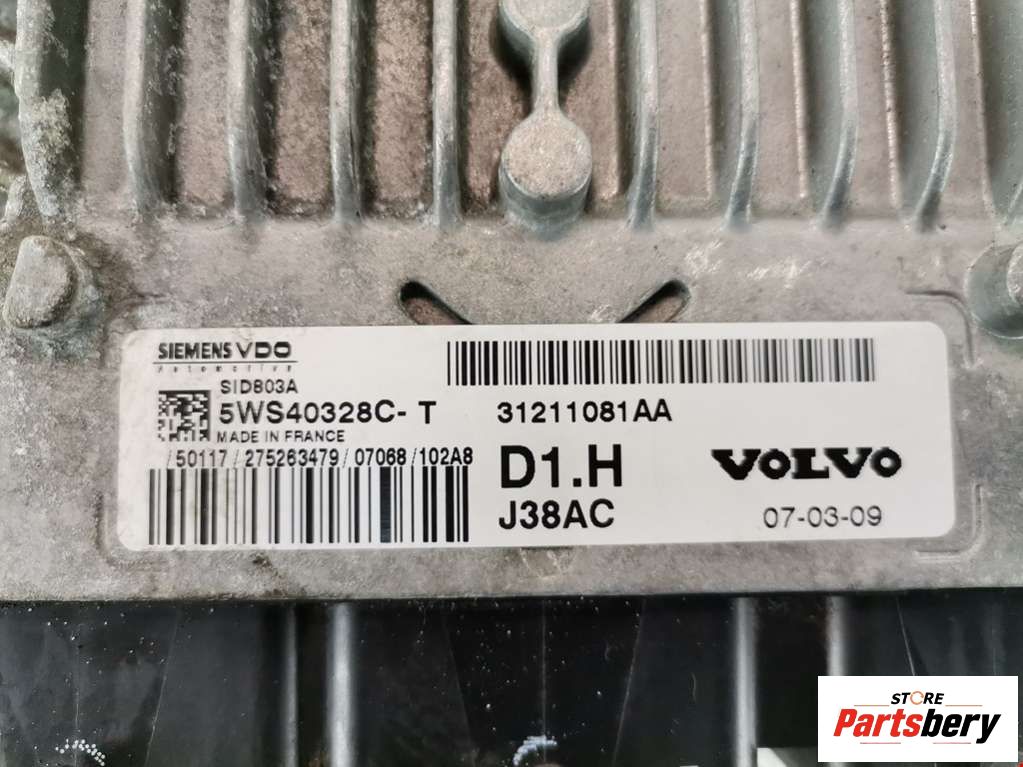 SIEMENS VDO
Automotive
SID803A
5WS40328C- T
MADE IN FRANCE
/ 50117 / 275263479 / 07068 / 102A8
31211081AA
D1.H
J38AC
VOLVO
07-03-09
STORE
Partsbery